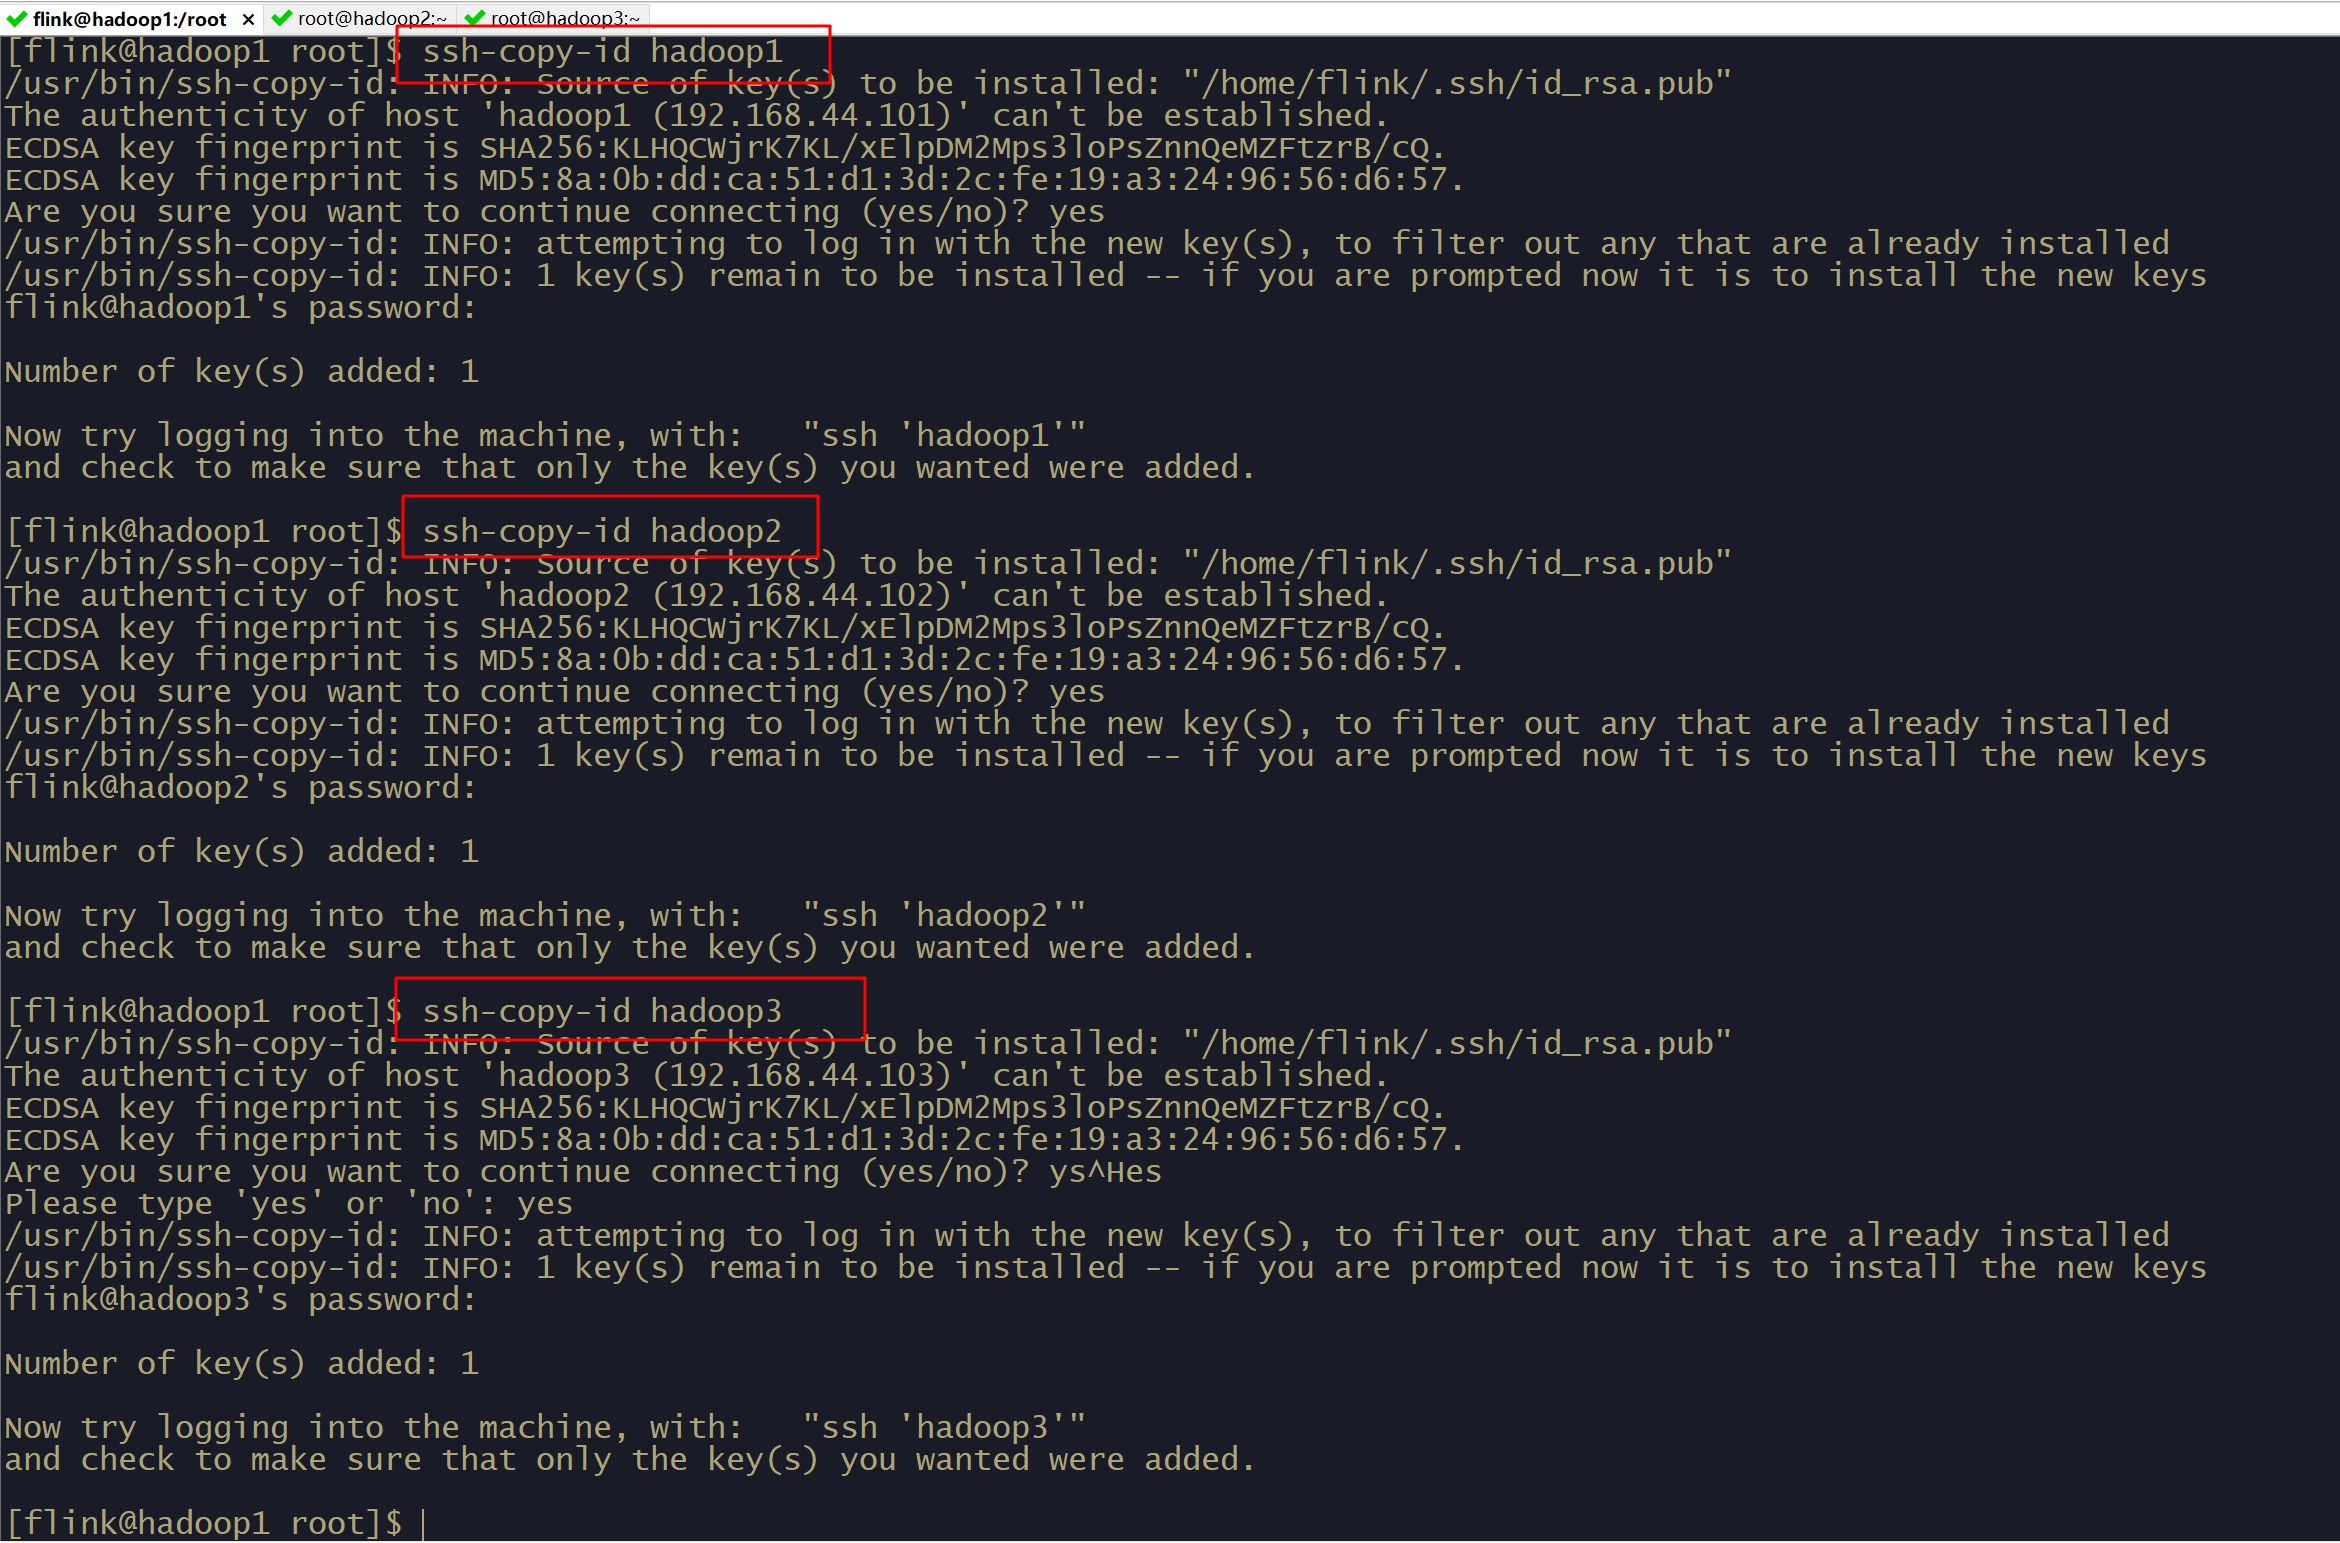 flink@hadoop1:/root × root@hadoop2:~ root@hadoop3:~
[flink@hadoop1 root]$ ssh-copy-id hadoop1
/usr/bin/ssh-copy-id: INFO: Source of key(s) to be installed: "/home/flink/.ssh/id_rsa.pub"
The authenticity of host 'hadoop1 (192.168.44.101)' can't be established.
ECDSA key fingerprint is SHA256:KLHQCWjrK7KL/xElpDM2Mps3loPsZnnQeMZFtzrB/cQ.
ECDSA key fingerprint is MD5:8a:0b:dd:ca:51:d1:3d:2c:fe:19:a3:24:96:56:d6:57.
Are you sure you want to continue connecting (yes/no)? yes
/usr/bin/ssh-copy-id: INFO: attempting to log in with the new key(s), to filter out any that are already installed
/usr/bin/ssh-copy-id: INFO: 1 key(s) remain to be installed -- if you are prompted now it is to install the new keys
flink@hadoop1's password:
Number of key(s) added: 1
Now try logging into the machine, with:   "ssh 'hadoop1'"
and check to make sure that only the key(s) you wanted were added.
[flink@hadoop1 root]$ ssh-copy-id hadoop2
/usr/bin/ssh-copy-id: INFO: Source of key(s) to be installed: "/home/flink/.ssh/id_rsa.pub"
The authenticity of host 'hadoop2 (192.168.44.102)' can't be established.
ECDSA key fingerprint is SHA256:KLHQCWjrK7KL/xElpDM2Mps3loPsZnnQeMZFtzrB/cQ.
ECDSA key fingerprint is MD5:8a:0b:dd:ca:51:d1:3d:2c:fe:19:a3:24:96:56:d6:57.
Are you sure you want to continue connecting (yes/no)? yes
/usr/bin/ssh-copy-id: INFO: attempting to log in with the new key(s), to filter out any that are already installed
/usr/bin/ssh-copy-id: INFO: 1 key(s) remain to be installed -- if you are prompted now it is to install the new keys
flink@hadoop2's password:
Number of key(s) added: 1
Now try logging into the machine, with:   "ssh 'hadoop2'"
and check to make sure that only the key(s) you wanted were added.
[flink@hadoop1 root]$ ssh-copy-id hadoop3
/usr/bin/ssh-copy-id: INFO: Source of key(s) to be installed: "/home/flink/.ssh/id_rsa.pub"
The authenticity of host 'hadoop3 (192.168.44.103)' can't be established.
ECDSA key fingerprint is SHA256:KLHQCWjrK7KL/xElpDM2Mps3loPsZnnQeMZFtzrB/cQ.
ECDSA key fingerprint is MD5:8a:0b:dd:ca:51:d1:3d:2c:fe:19:a3:24:96:56:d6:57.
Are you sure you want to continue connecting (yes/no)? ys^Hes
Please type 'yes' or 'no': yes
/usr/bin/ssh-copy-id: INFO: attempting to log in with the new key(s), to filter out any that are already installed
/usr/bin/ssh-copy-id: INFO: 1 key(s) remain to be installed -- if you are prompted now it is to install the new keys
flink@hadoop3's password:
Number of key(s) added: 1
Now try logging into the machine, with:   "ssh 'hadoop3'"
and check to make sure that only the key(s) you wanted were added.
[flink@hadoop1 root]$